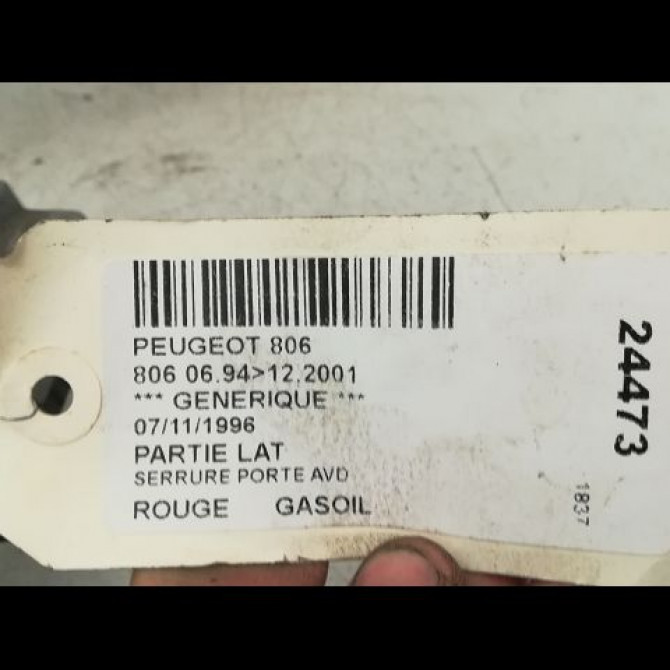 PEUGEOT 806
806 06.94>12.2001
*** GENERIQUE ***
07/11/1996
PARTIE LAT
SERRURE PORTE AVD
ROUGE GASOIL
24473
1837